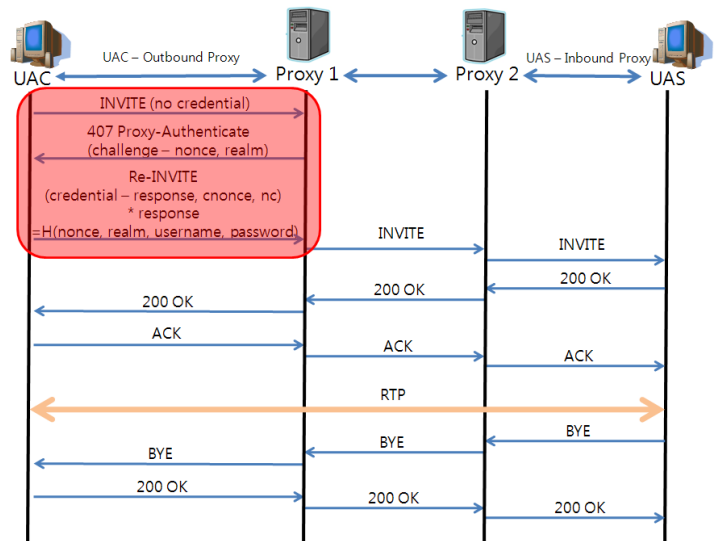 UAC – Outbound Proxy
UAS – Inbound Proxy
UAC
Proxy 1
Proxy 2
UAS
INVITE (no credential)
407 Proxy-Authenticate
(challenge – nonce, realm)
Re-INVITE
(credential – response, cnonce, nc)
* response
=H(nonce, realm, username, password)
INVITE
INVITE
200 OK
200 OK
200 OK
ACK
ACK
ACK
RTP
BYE
BYE
BYE
200 OK
200 OK
200 OK